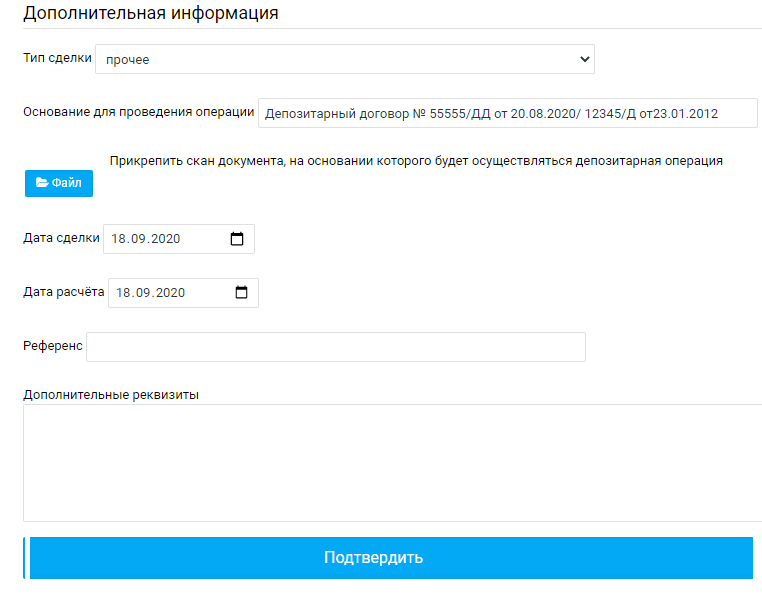 Дополнительная информация
Тип сделки прочее
Основание для проведения операции Депозитарный договор № 55555/ДД от 20.08.2020/ 12345/Д от23.01.2012
Прикрепить скан документа, на основании которого будет осуществляться депозитарная операция
Файл
Дата сделки 18.09.2020
Дата расчёта 18.09.2020
Референс
Дополнительные реквизиты
Подтвердить